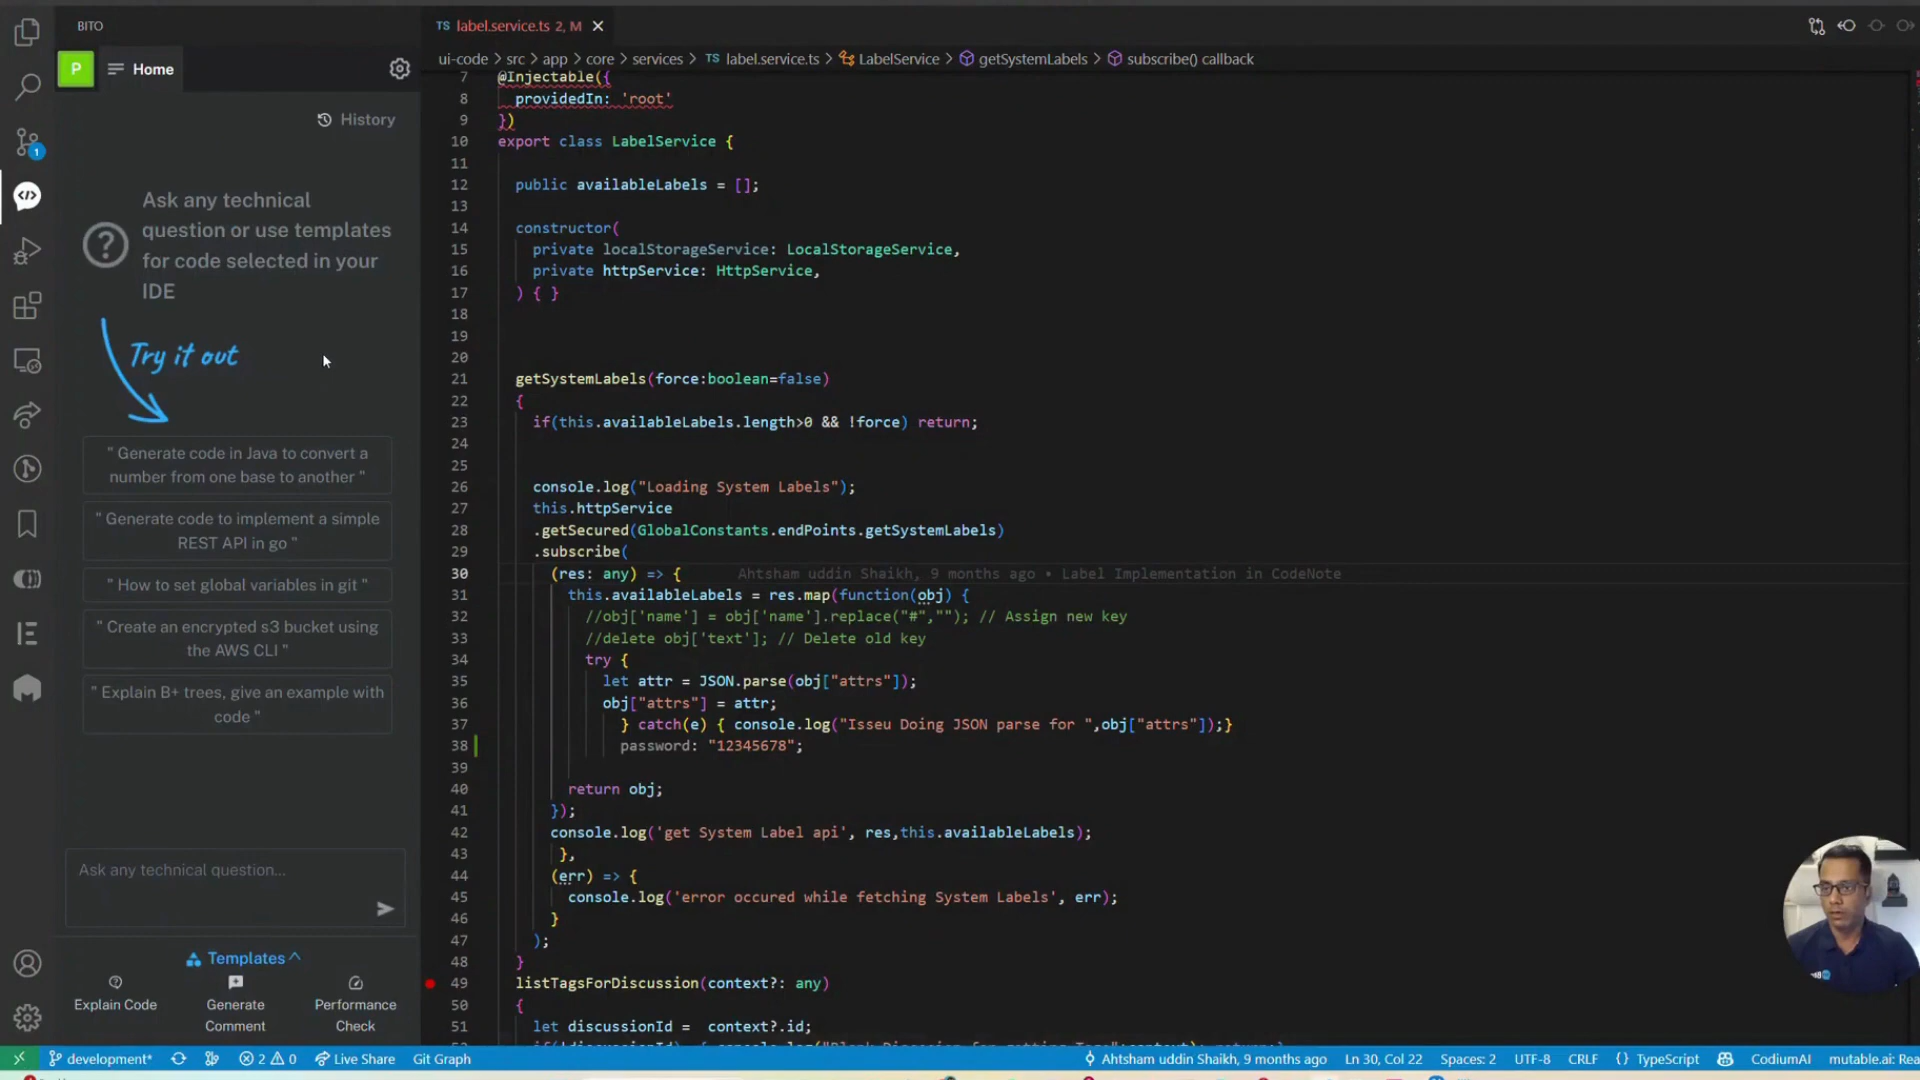 BITO
P
Home
History
Ask any technical
question or use templates
for code selected in your
IDE
Try it out
" Generate code in Java to convert a
number from one base to another "
" Generate code to implement a simple
REST API in go "
" How to set global variables in git "
" Create an encrypted s3 bucket using
the AWS CLI "
" Explain B+ trees, give an example with
code "
Ask any technical question...
Templates
Explain Code
Generate
Comment
Performance
Check
1
TS label.service.ts 2, M
ui-code > src > app > core > services > TS label.service.ts > LabelService > getSystemLabels > subscribe() callback
7 @Injectable({
8 providedIn: 'root'
9 })
10 export class LabelService {
11
12 public availableLabels = [];
13
14 constructor(
15 private localStorageService: LocalStorageService,
16 private httpService: HttpService,
17 ) { }
18
19
20
21 getSystemLabels(force:boolean=false)
22 {
23 if(this.availableLabels.length>0 && !force) return;
24
25
26 console.log("Loading System Labels");
27 this.httpService
28 .getSecured(GlobalConstants.endPoints.getSystemLabels)
29 .subscribe(
30 (res: any) => { Ahtsham uddin Shaikh, 9 months ago • Label Implementation in CodeNote
31 this.availableLabels = res.map(function(obj) {
32 //obj['name'] = obj['name'].replace("#",""); // Assign new key
33 //delete obj['text']; // Delete old key
34 try {
35 let attr = JSON.parse(obj["attrs"]);
36 obj["attrs"] = attr;
37 } catch(e) { console.log("Isseu Doing JSON parse for ",obj["attrs"]);}
38 password: "12345678";
39
40 return obj;
41 });
42 console.log('get System Label api', res,this.availableLabels);
43 },
44 (err) => {
45 console.log('error occured while fetching System Labels', err);
46 }
47 );
48 }
49 listTagsForDiscussion(context?: any)
50 {
51 let discussionId = context?.id;
development* 2 0 Live Share Git Graph Ahtsham uddin Shaikh, 9 months ago Ln 30, Col 22 Spaces: 2 UTF-8 CRLF {} TypeScript CodiumAI mutable.ai: Rea